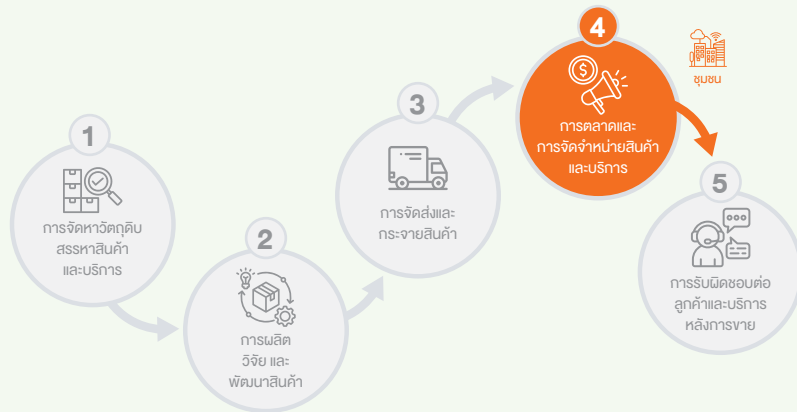 1
การจัดหาวัตถุดิบ
สรรหาสินค้า
และบริการ
2
การผลิต
วิจัย และ
พัฒนาสินค้า
3
การจัดส่งและ
กระจายสินค้า
4
$
การตลาดและ
การจัดจำหน่ายสินค้า
และบริการ
ชุมชน
5
การรับผิดชอบต่อ
ลูกค้าและบริการ
หลังการขาย